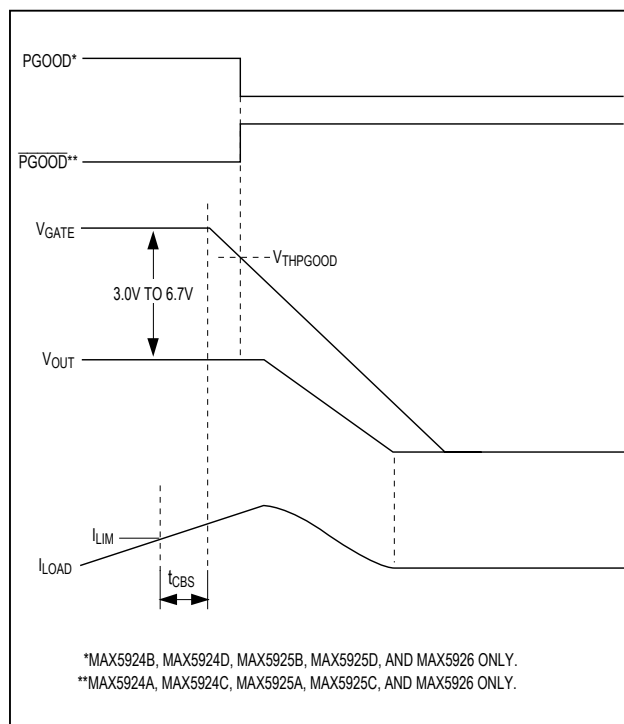 PGOOD*
PGOOD**
VGATE
VTHPGOOD
3.0V TO 6.7V
VOUT
ILIM
ILOAD
tCBS
*MAX5924B, MAX5924D, MAX5925B, MAX5925D, AND MAX5926 ONLY.
**MAX5924A, MAX5924C, MAX5925A, MAX5925C, AND MAX5926 ONLY.